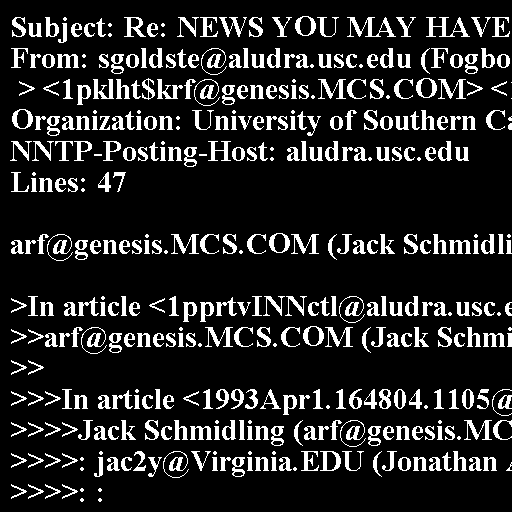 Subject: Re: NEWS YOU MAY HAVE
From: sgoldste@aludra.usc.edu (Fogbo
> <1pklht$krf@genesis.MCS.COM> <1
Organization: University of Southern Ca
NNTP-Posting-Host: aludra.usc.edu
Lines: 47
arf@genesis.MCS.COM (Jack Schmidli
>In article <1pprtvINNctl@aludra.usc.e
>>arf@genesis.MCS.COM (Jack Schmi
>>
>>>In article <1993Apr1.164804.1105@
>>>>Jack Schmidling (arf@genesis.MC
>>>>: jac2y@Virginia.EDU (Jonathan A
>>>>: :